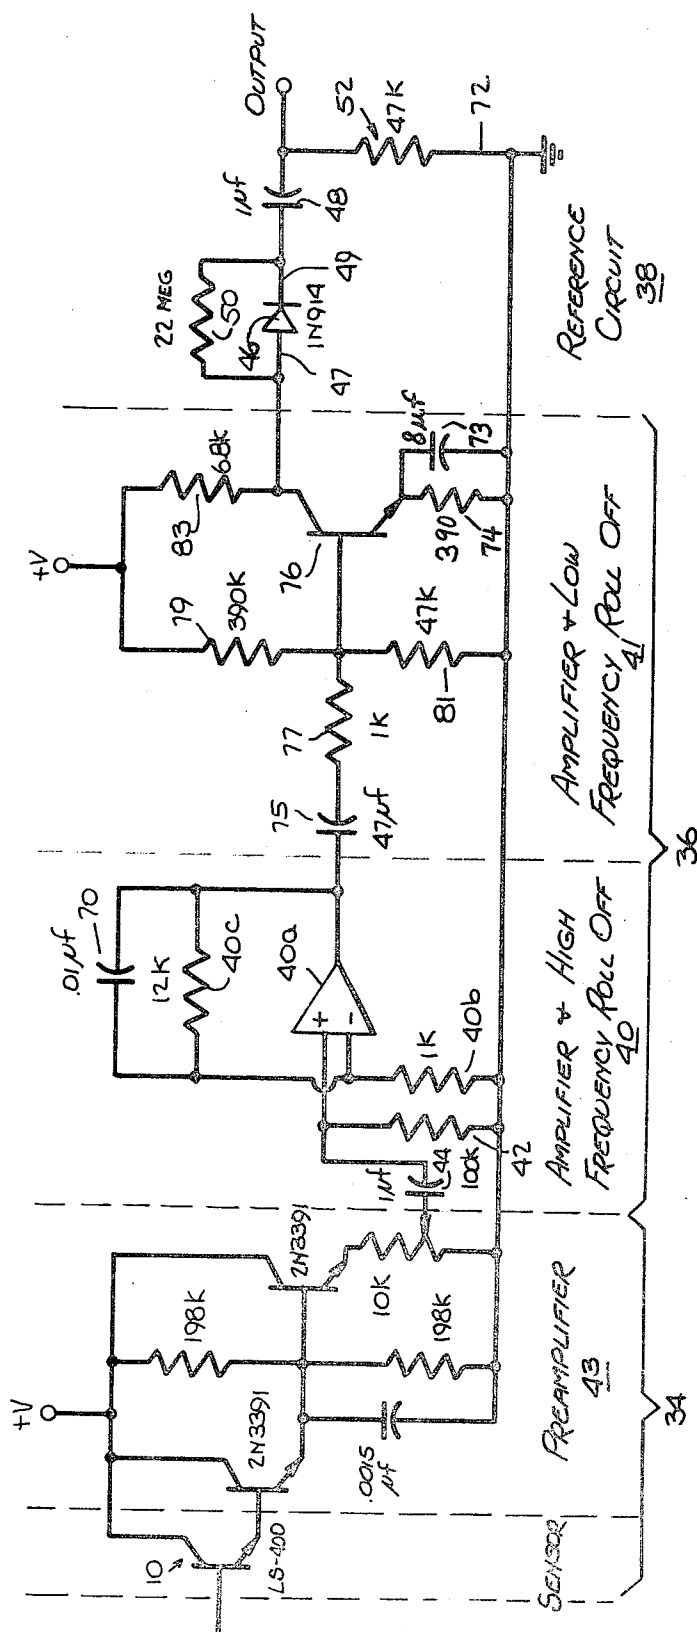 +V
10
LS-400
2N3391
198K
2N3391
.0015
µf
198K
10K
1µf
44
100K
42
.01µf
70
12K
40C
+
−
40a
1K
40b
75
47µf
77
1K
+V
79
390K
83
68K
76
47K
81
390
74
8µf
73
22 MEG
50
46
1N914
47
49
1µf
48
OUTPUT
52
47K
72
SENSOR
PREAMPLIFIER
43
34
AMPLIFIER & HIGH
FREQUENCY ROLL OFF
40
AMPLIFIER & LOW
FREQUENCY ROLL OFF
41
36
REFERENCE
CIRCUIT
38